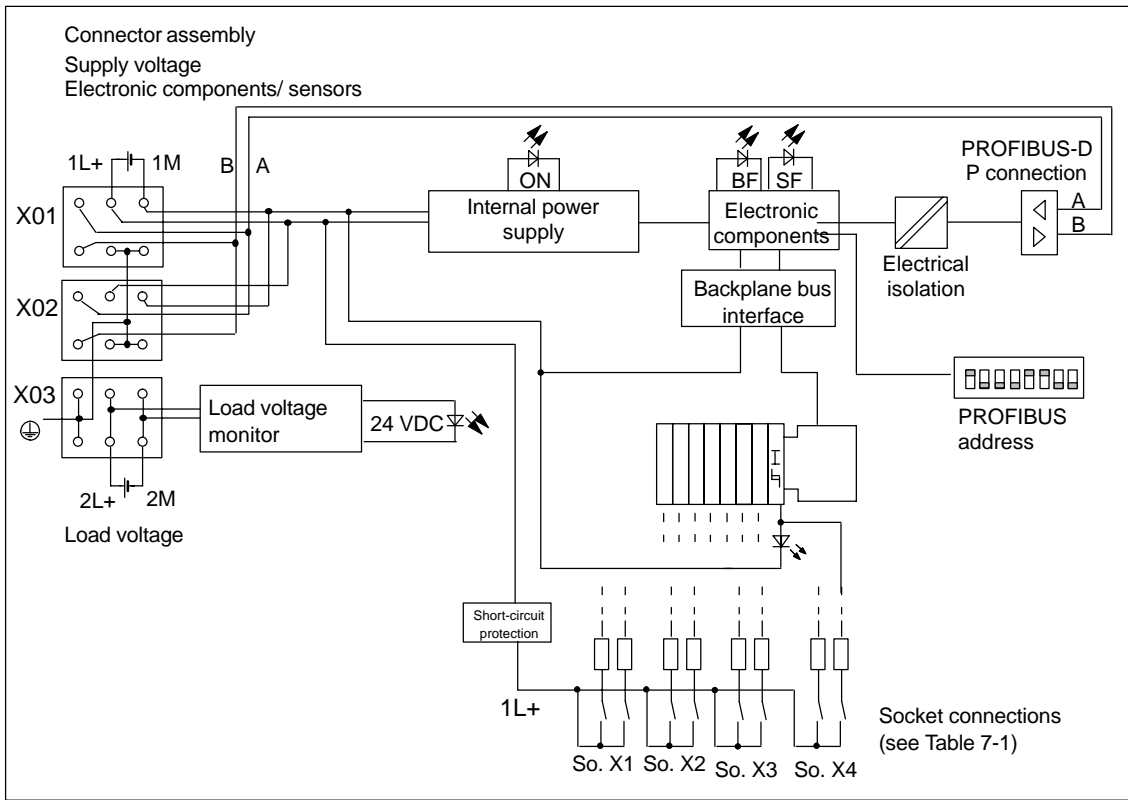 Connector assembly
Supply voltage
Electronic components/ sensors
1L+
1M
B
A
ON
BF
SF
PROFIBUS-D
P connection
X01
Internal power
supply
Electronic
components
A
B
Electrical
isolation
X02
Backplane bus
interface
X03
Load voltage
monitor
24 VDC
PROFIBUS
address
2L+
2M
Load voltage
Short-circuit
protection
1L+
Socket connections
(see Table 7-1)
So. X1
So. X2
So. X3
So. X4